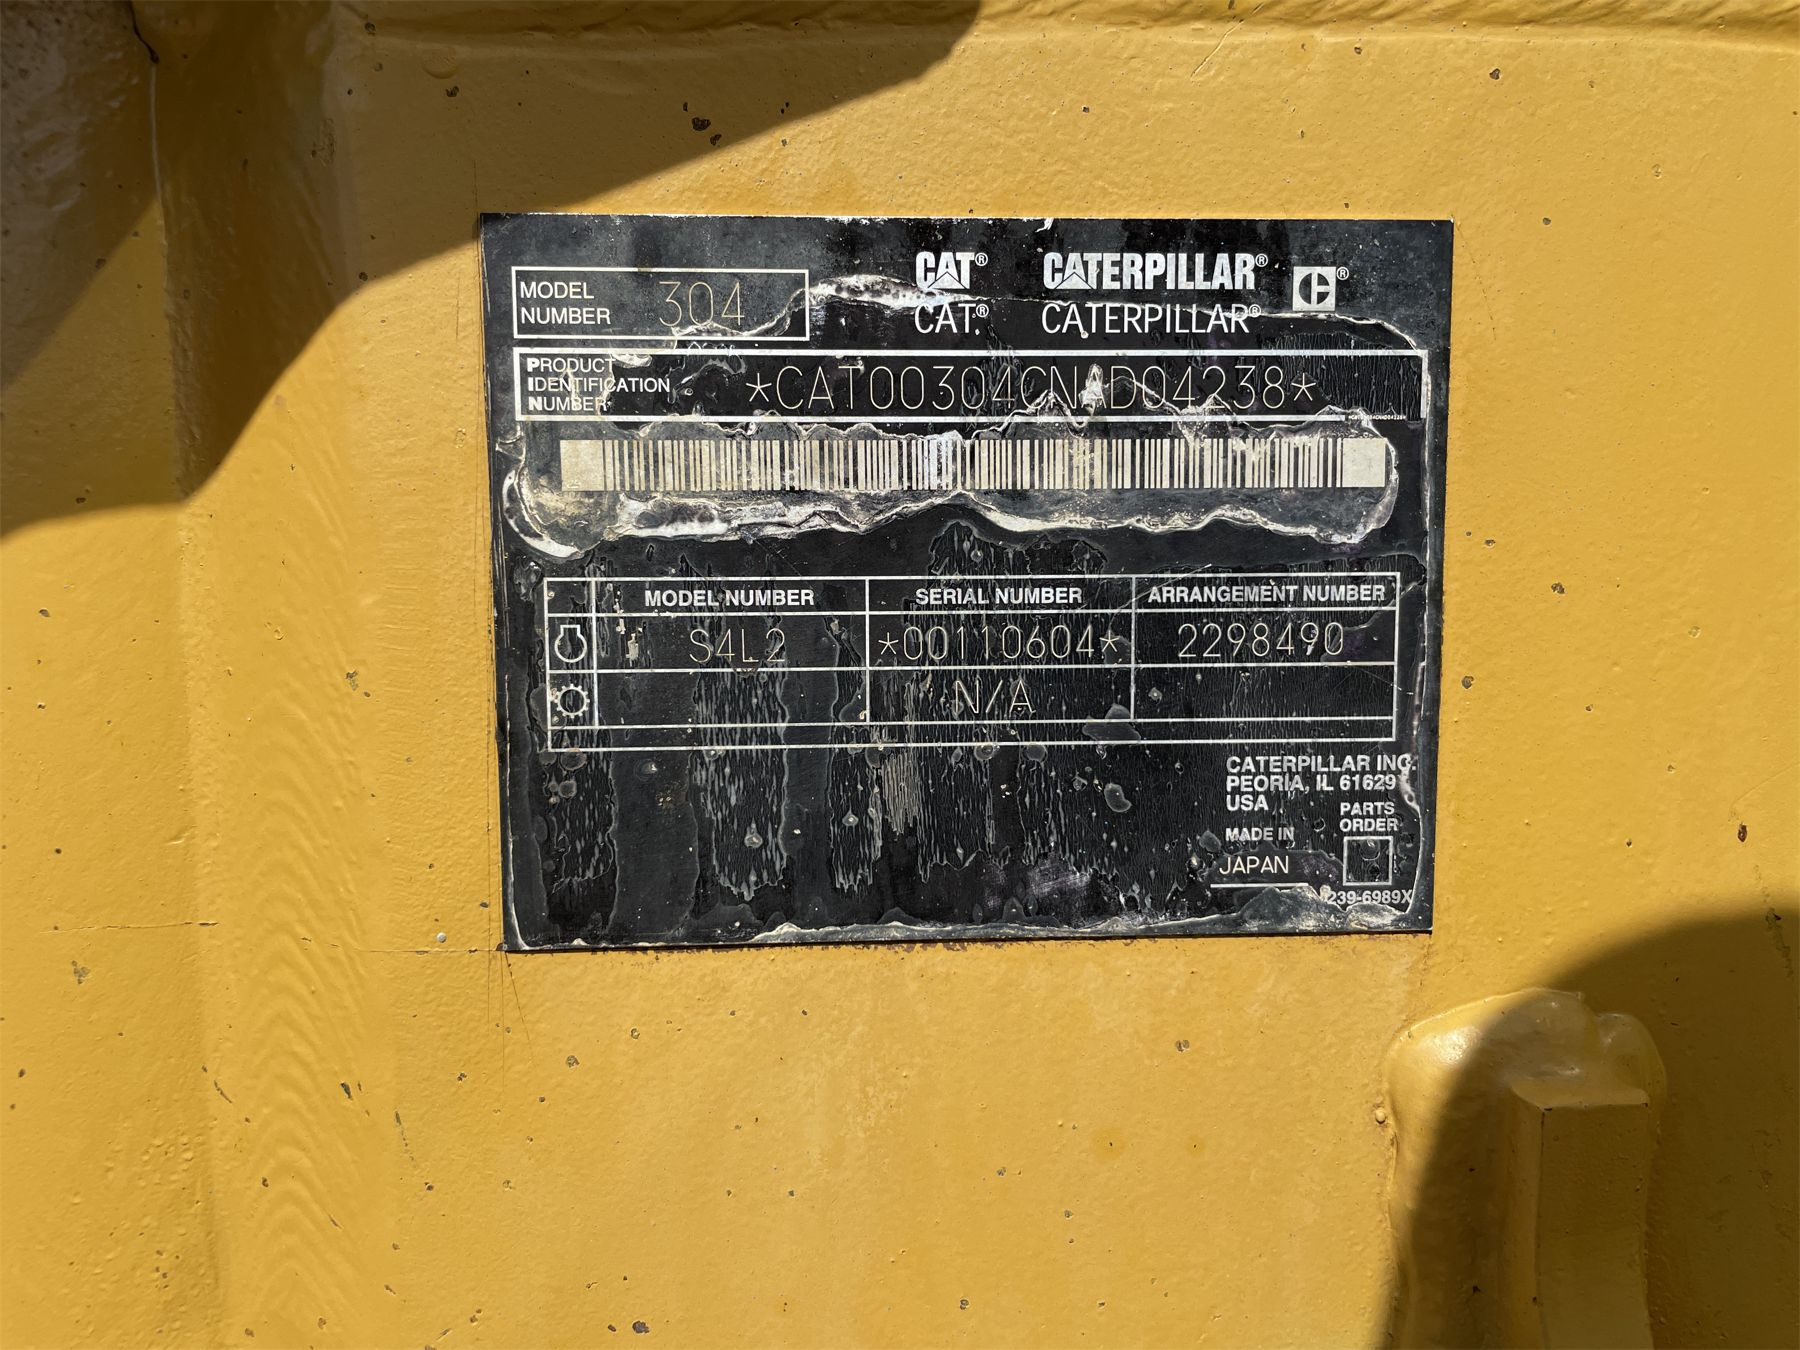 CAT® CATERPILLAR® ®
MODEL NUMBER 304
CAT® CATERPILLAR®
PRODUCT
IDENTIFICATION
NUMBER
*CAT00304CNAD04238*
MODEL NUMBER SERIAL NUMBER ARRANGEMENT NUMBER
S4L2 *00110604* 2298490
N/A
CATERPILLAR INC.
PEORIA, IL 61629
USA
PARTS
ORDER
MADE IN
JAPAN
239-6989X